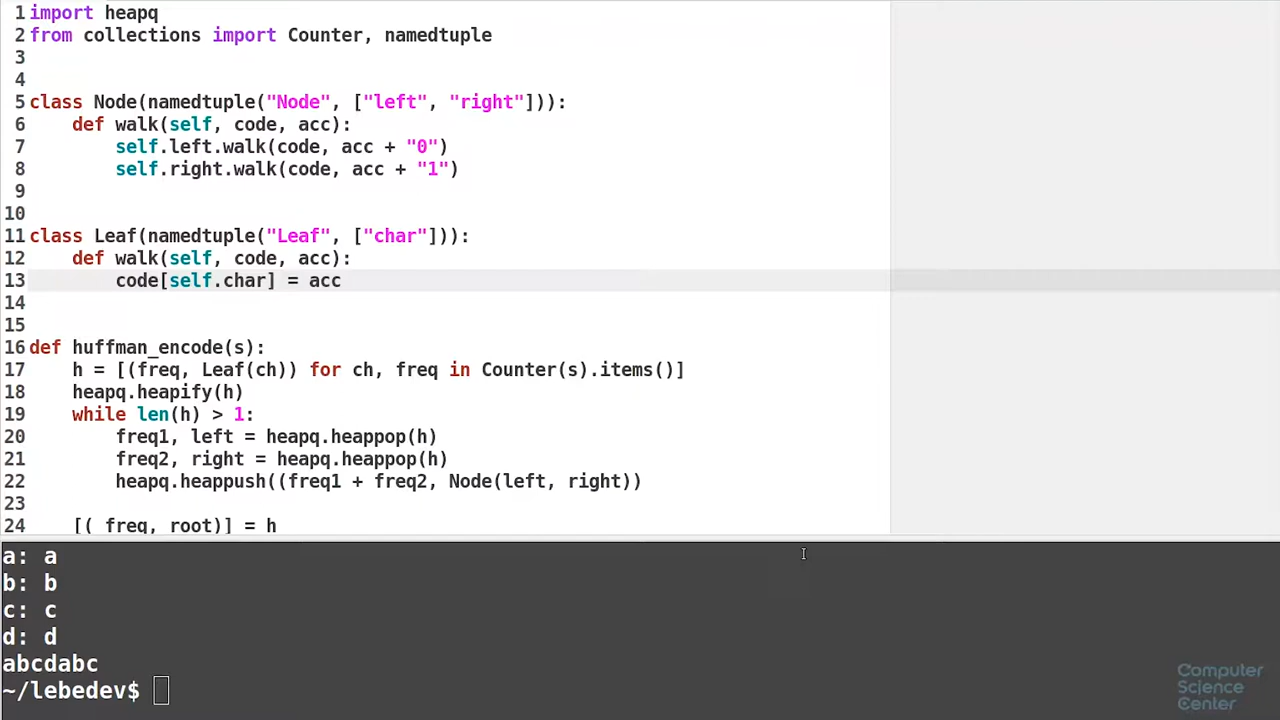 1 import heapq
2 from collections import Counter, namedtuple
3
4
5 class Node(namedtuple("Node", ["left", "right"])):
6     def walk(self, code, acc):
7         self.left.walk(code, acc + "0")
8         self.right.walk(code, acc + "1")
9
10
11 class Leaf(namedtuple("Leaf", ["char"])):
12     def walk(self, code, acc):
13         code[self.char] = acc
14
15
16 def huffman_encode(s):
17     h = [(freq, Leaf(ch)) for ch, freq in Counter(s).items()]
18     heapq.heapify(h)
19     while len(h) > 1:
20         freq1, left = heapq.heappop(h)
21         freq2, right = heapq.heappop(h)
22         heapq.heappush((freq1 + freq2, Node(left, right))
23
24     [( freq, root)] = h
a: a
b: b
c: c
d: d
abcdabc
~/lebedev$
Computer
Science
Center